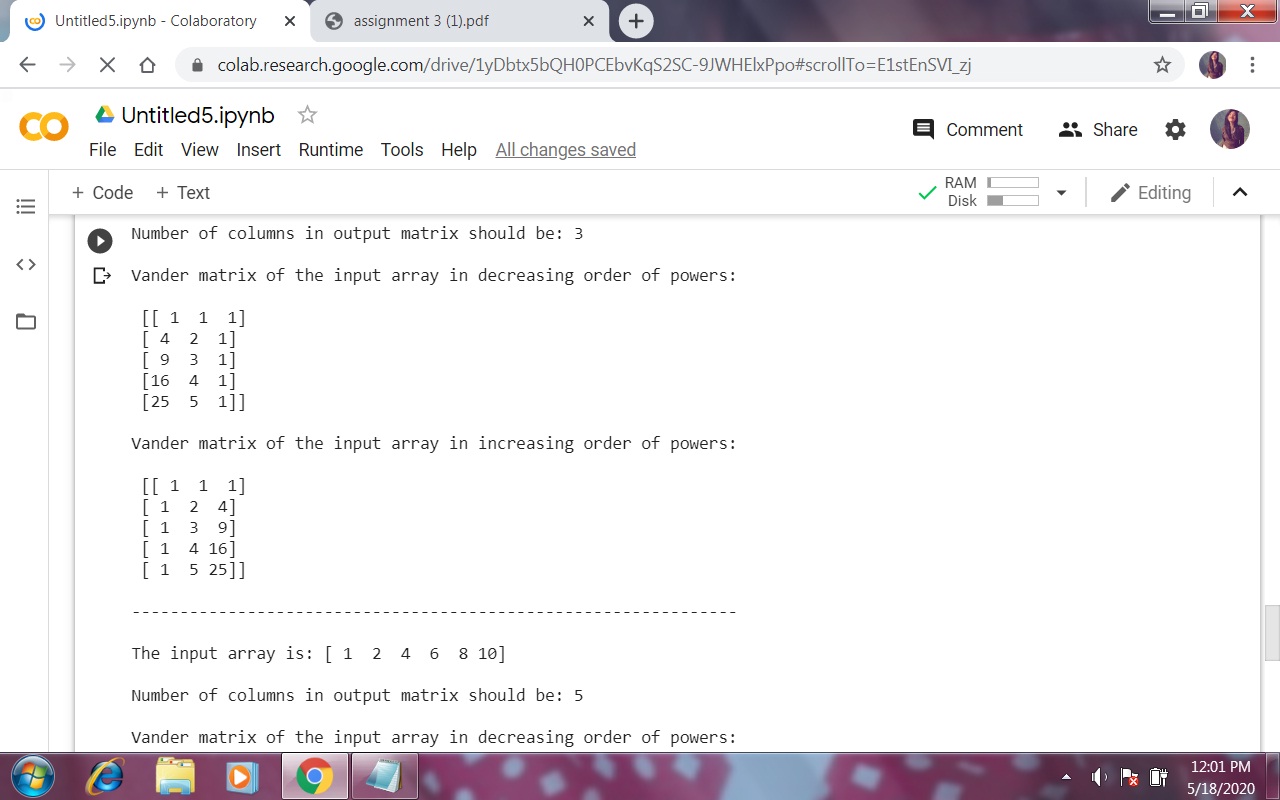 Untitled5.ipynb - Colaboratory
assignment 3 (1).pdf
colab.research.google.com/drive/1yDbtx5bQH0PCEbvKqS2SC-9JWHElxPpo#scrollTo=E1stEnSVI_zj
Untitled5.ipynb
Comment
Share
File Edit View Insert Runtime Tools Help All changes saved
+ Code + Text
RAM
Disk
Editing
Number of columns in output matrix should be: 3
Vander matrix of the input array in decreasing order of powers:
[[ 1  1  1]
[ 4  2  1]
[ 9  3  1]
[16  4  1]
[25  5  1]]
Vander matrix of the input array in increasing order of powers:
[[ 1  1  1]
[ 1  2  4]
[ 1  3  9]
[ 1  4 16]
[ 1  5 25]]
---------------------------------------------------------------
The input array is: [ 1  2  4  6  8 10]
Number of columns in output matrix should be: 5
Vander matrix of the input array in decreasing order of powers:
12:01 PM
5/18/2020